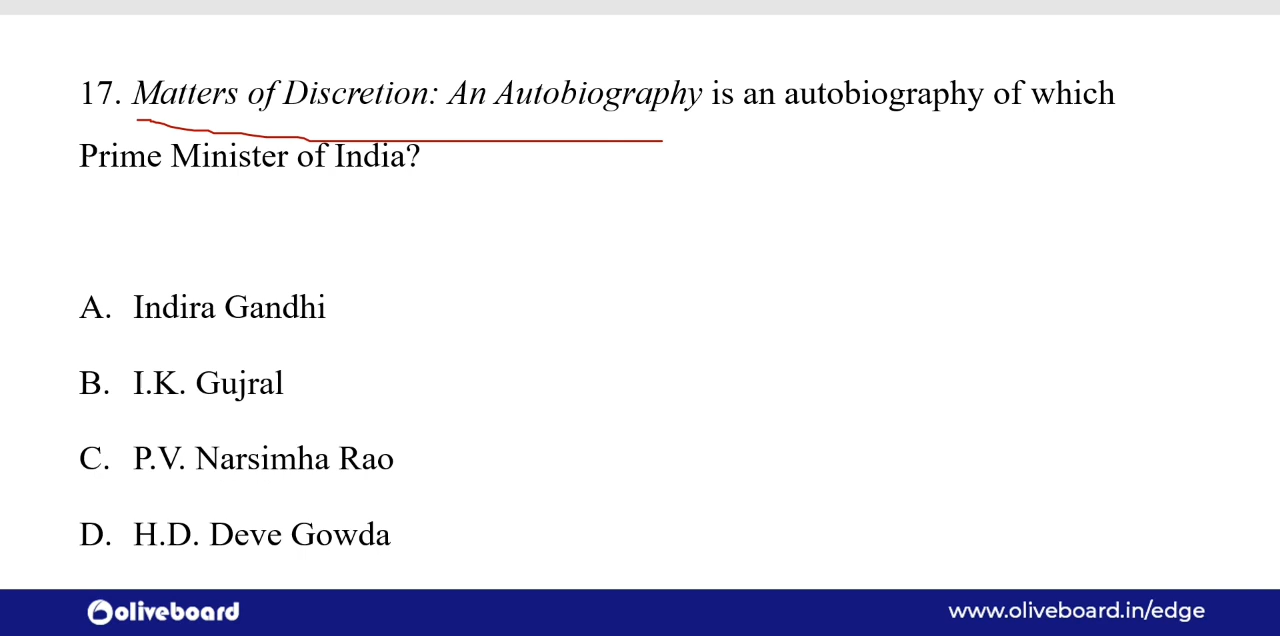 17. Matters of Discretion: An Autobiography is an autobiography of which
Prime Minister of India?
A. Indira Gandhi
B. I.K. Gujral
C. P.V. Narsimha Rao
D. H.D. Deve Gowda
oliveboard
www.oliveboard.in/edge